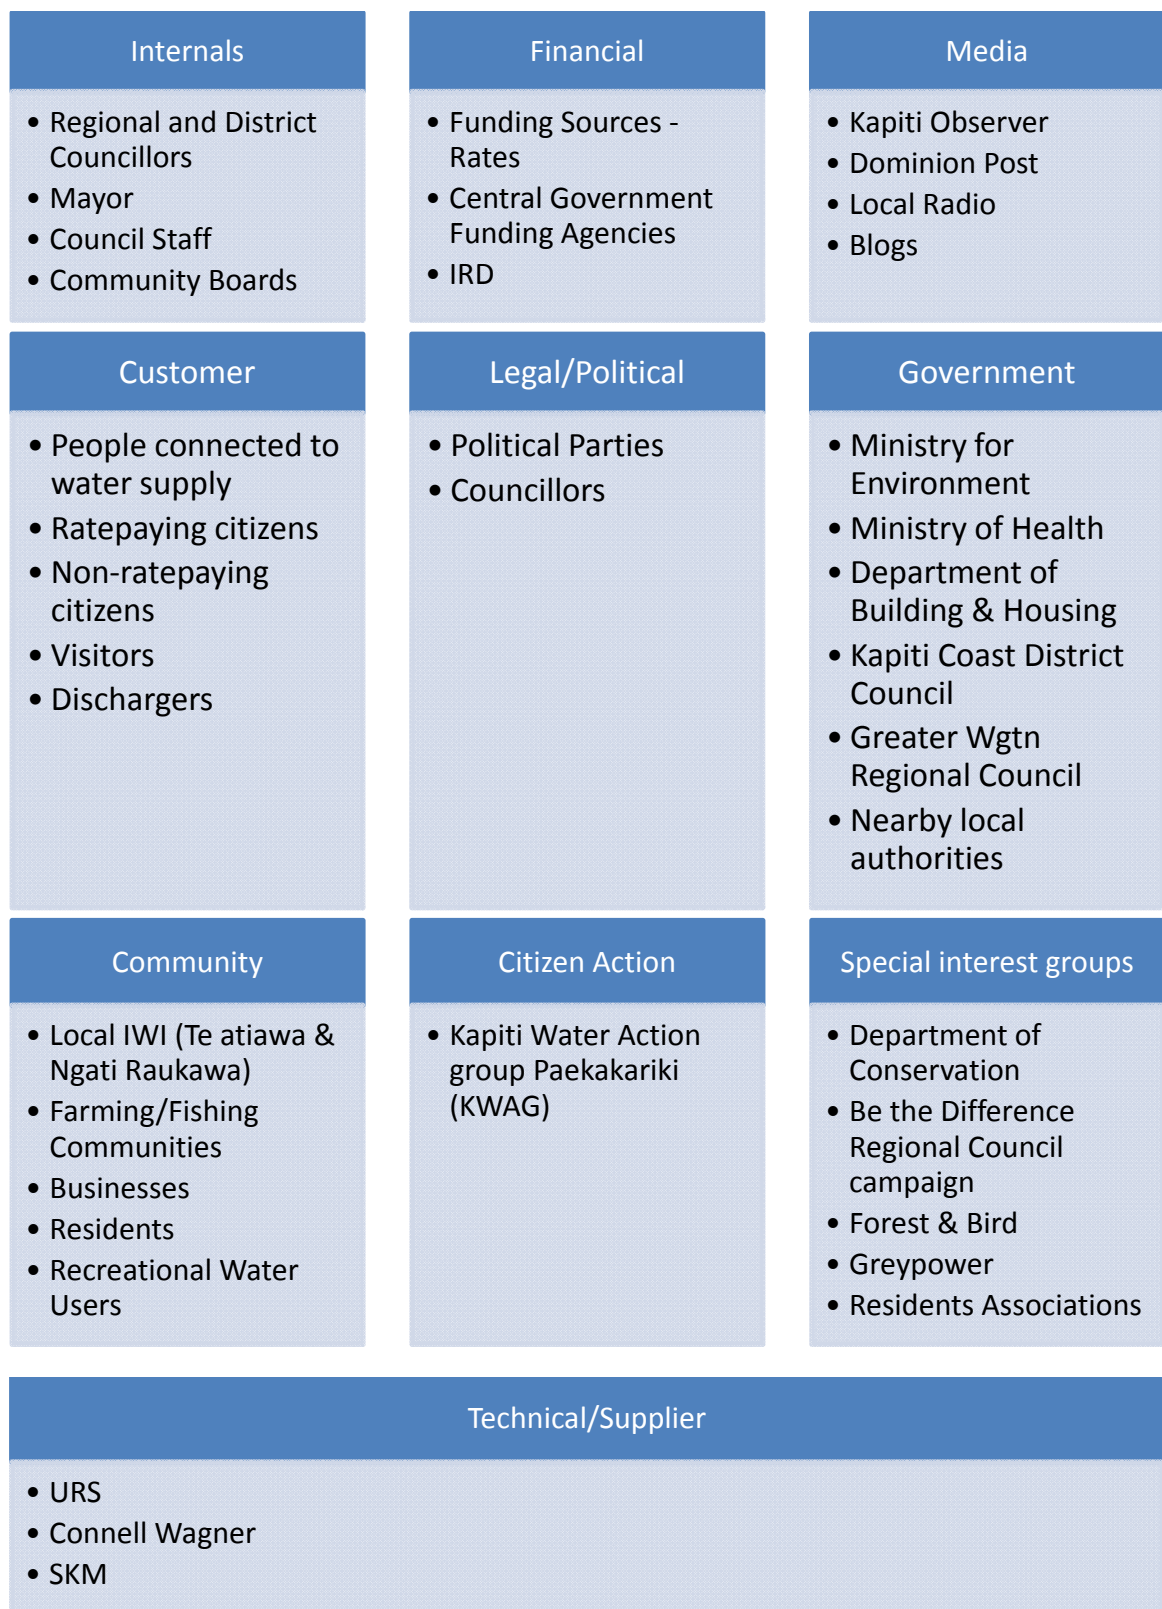 Internals
• Regional and District
Councillors
• Mayor
• Council Staff
• Community Boards
Financial
• Funding Sources -
Rates
• Central Government
Funding Agencies
• IRD
Media
• Kapiti Observer
• Dominion Post
• Local Radio
• Blogs
Customer
• People connected to
water supply
• Ratepaying citizens
• Non-ratepaying
citizens
• Visitors
• Dischargers
Legal/Political
• Political Parties
• Councillors
Government
• Ministry for
Environment
• Ministry of Health
• Department of
Building & Housing
• Kapiti Coast District
Council
• Greater Wgtn
Regional Council
• Nearby local
authorities
Community
• Local IWI (Te atiawa &
Ngati Raukawa)
• Farming/Fishing
Communities
• Businesses
• Residents
• Recreational Water
Users
Citizen Action
• Kapiti Water Action
group Paekakariki
(KWAG)
Special interest groups
• Department of
Conservation
• Be the Difference
Regional Council
campaign
• Forest & Bird
• Greypower
• Residents Associations
Technical/Supplier
• URS
• Connell Wagner
• SKM